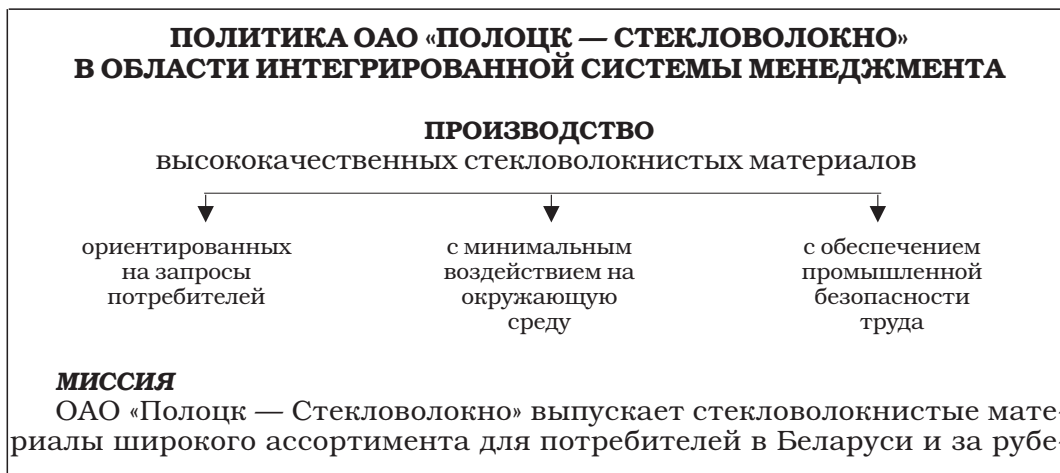 ПОЛИТИКА ОАО «ПОЛОЦК — СТЕКЛОВОЛОКНО»
В ОБЛАСТИ ИНТЕГРИРОВАННОЙ СИСТЕМЫ МЕНЕДЖМЕНТА
ПРОИЗВОДСТВО
высококачественных стекловолокнистых материалов
ориентированных
на запросы
потребителей
с минимальным
воздействием на
окружающую
среду
с обеспечением
промышленной
безопасности
труда
МИССИЯ
ОАО «Полоцк — Стекловолокно» выпускает стекловолокнистые мате-
риалы широкого ассортимента для потребителей в Беларуси и за рубе-